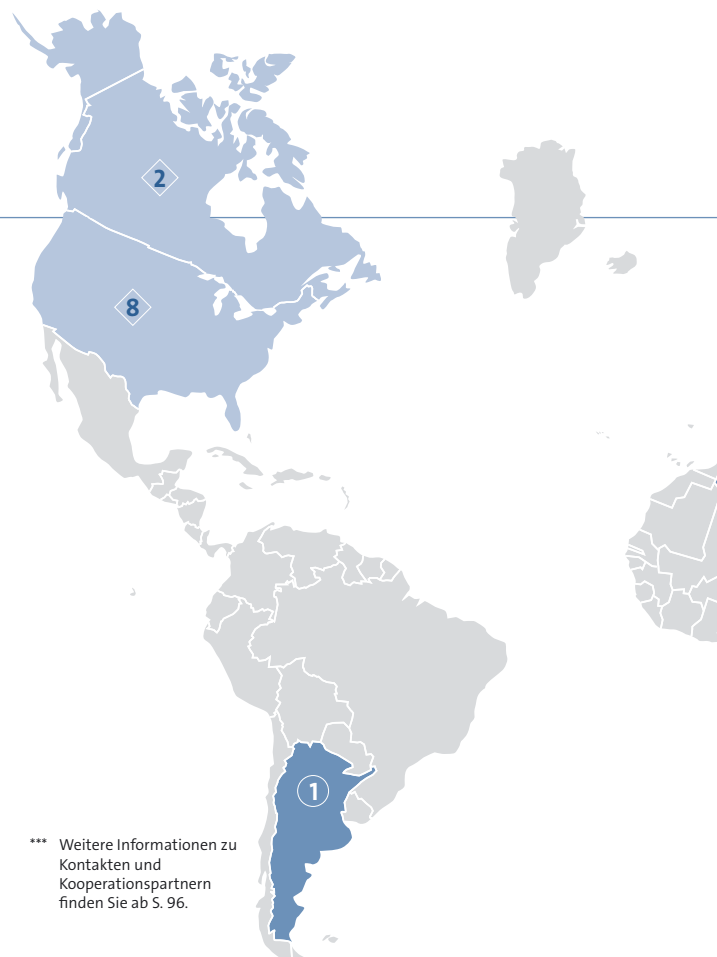 2
8
1
*** Weitere Informationen zu
Kontakten und
Kooperationspartnern
finden Sie ab S. 96.